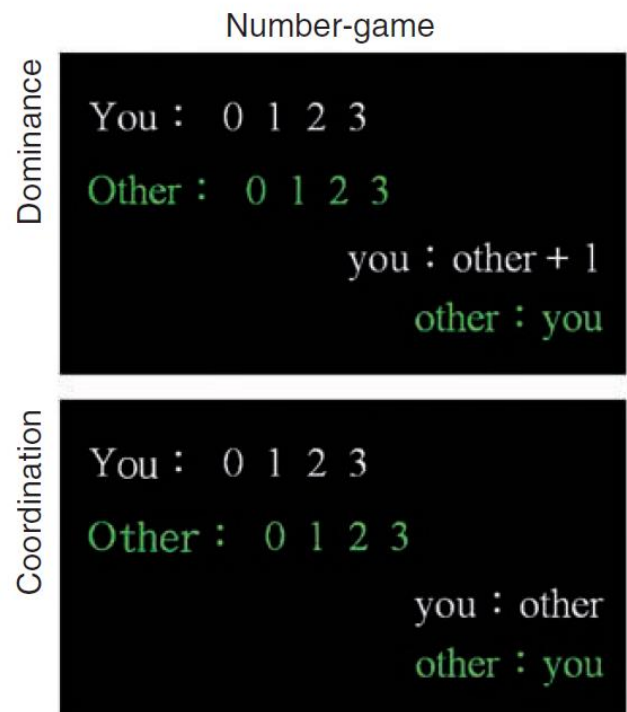 Number-game
Dominance
You : 0 1 2 3
Other : 0 1 2 3
you : other + 1
other : you
Coordination
You : 0 1 2 3
Other : 0 1 2 3
you : other
other : you